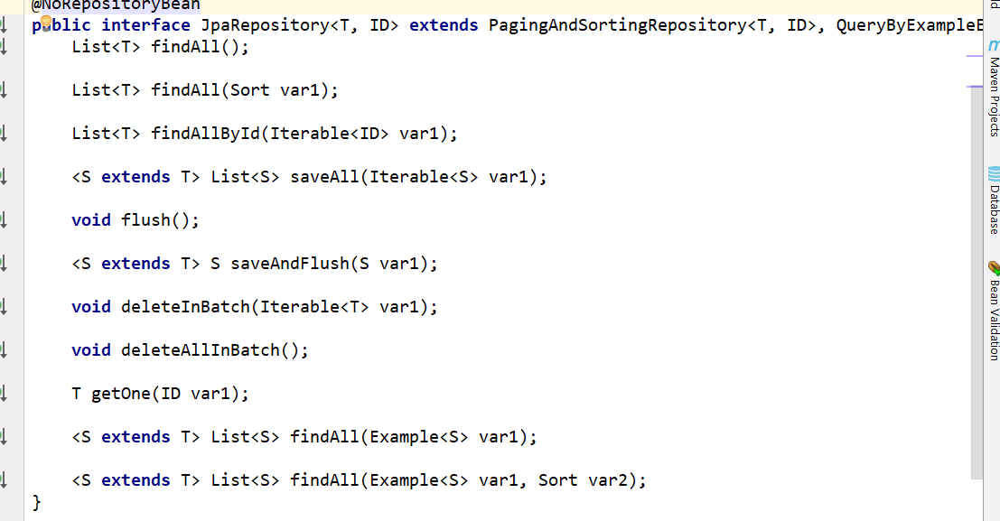 @NoRepositoryBean
public interface JpaRepository<T, ID> extends PagingAndSortingRepository<T, ID>, QueryByExampleE
    List<T> findAll();
    List<T> findAll(Sort var1);
    List<T> findAllById(Iterable<ID> var1);
    <S extends T> List<S> saveAll(Iterable<S> var1);
    void flush();
    <S extends T> S saveAndFlush(S var1);
    void deleteInBatch(Iterable<T> var1);
    void deleteAllInBatch();
    T getOne(ID var1);
    <S extends T> List<S> findAll(Example<S> var1);
    <S extends T> List<S> findAll(Example<S> var1, Sort var2);
}
Maven Projects
Database
Bean Validation